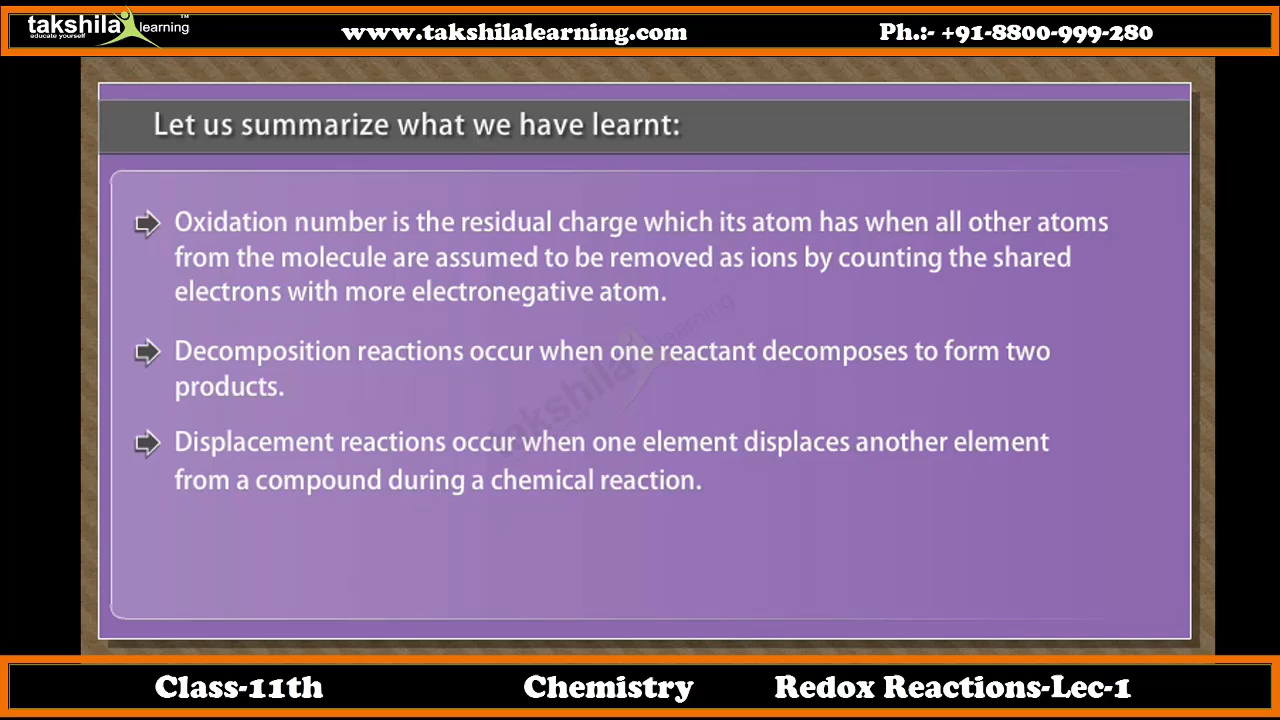 takshila learning ™
educate yourself
www.takshilalearning.com
Ph.:- +91-8800-999-280
Let us summarize what we have learnt:
Oxidation number is the residual charge which its atom has when all other atoms
from the molecule are assumed to be removed as ions by counting the shared
electrons with more electronegative atom.
Decomposition reactions occur when one reactant decomposes to form two
products.
takshila learning
Displacement reactions occur when one element displaces another element
from a compound during a chemical reaction.
Class-11th
Chemistry
Redox Reactions-Lec-1